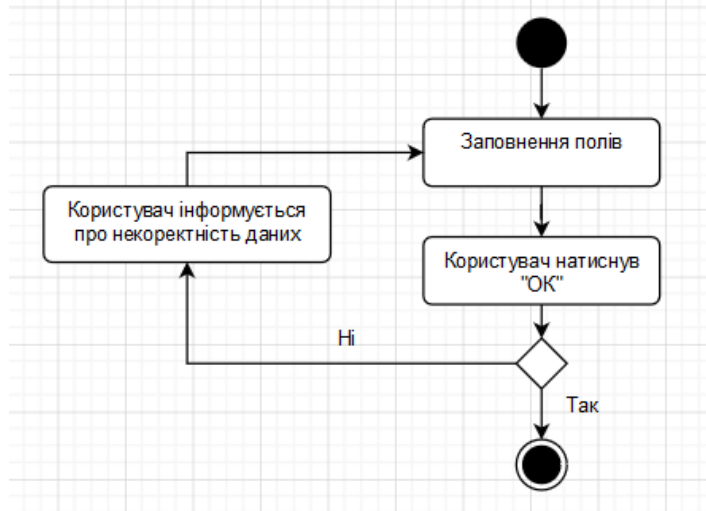 Заповнення полів
Користувач інформується
про некоректність даних
Користувач натиснув
"ОК"
Ні
Так